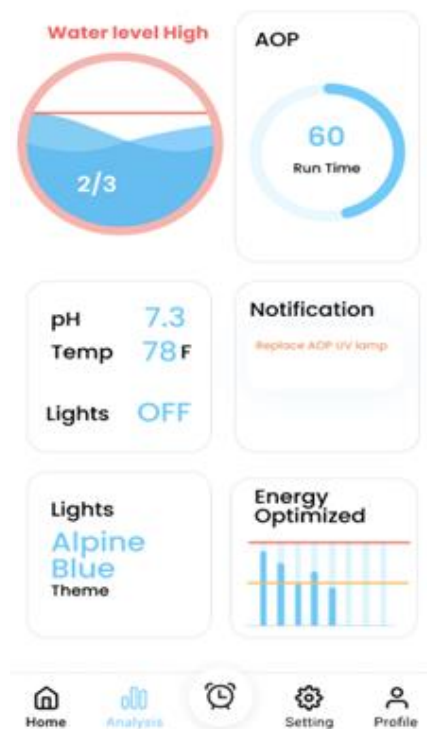 Water level High
2/3
AOP
60
Run Time
pH 7.3
Temp 78 F
Lights OFF
Notification
Replace AOP UV lamp
Lights
Alpine
Blue
Theme
Energy
Optimized
Home
Analysis
Setting
Profile